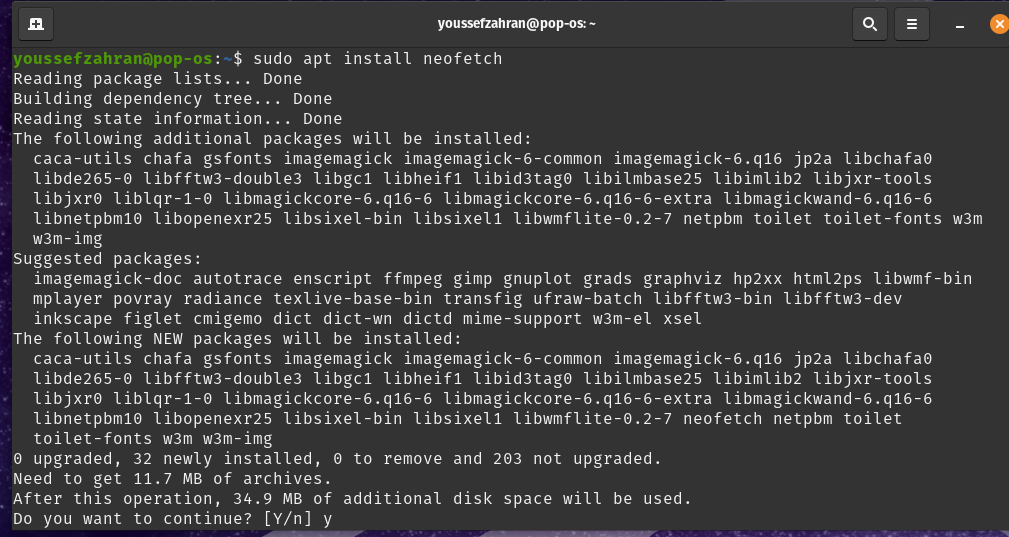 youssefzahran@pop-os: ~
youssefzahran@pop-os:~$ sudo apt install neofetch
Reading package lists... Done
Building dependency tree... Done
Reading state information... Done
The following additional packages will be installed:
  caca-utils chafa gsfonts imagemagick imagemagick-6-common imagemagick-6.q16 jp2a libchafa0
  libde265-0 libfftw3-double3 libgc1 libheif1 libid3tag0 libilmbase25 libimlib2 libjxr-tools
  libjxr0 liblqr-1-0 libmagickcore-6.q16-6 libmagickcore-6.q16-6-extra libmagickwand-6.q16-6
  libnetpbm10 libopenexr25 libsixel-bin libsixel1 libwmflite-0.2-7 netpbm toilet toilet-fonts w3m
  w3m-img
Suggested packages:
  imagemagick-doc autotrace enscript ffmpeg gimp gnuplot grads graphviz hp2xx html2ps libwmf-bin
  mplayer povray radiance texlive-base-bin transfig ufraw-batch libfftw3-bin libfftw3-dev
  inkscape figlet cmigemo dict dict-wn dictd mime-support w3m-el xsel
The following NEW packages will be installed:
  caca-utils chafa gsfonts imagemagick imagemagick-6-common imagemagick-6.q16 jp2a libchafa0
  libde265-0 libfftw3-double3 libgc1 libheif1 libid3tag0 libilmbase25 libimlib2 libjxr-tools
  libjxr0 liblqr-1-0 libmagickcore-6.q16-6 libmagickcore-6.q16-6-extra libmagickwand-6.q16-6
  libnetpbm10 libopenexr25 libsixel-bin libsixel1 libwmflite-0.2-7 neofetch netpbm toilet
  toilet-fonts w3m w3m-img
0 upgraded, 32 newly installed, 0 to remove and 203 not upgraded.
Need to get 11.7 MB of archives.
After this operation, 34.9 MB of additional disk space will be used.
Do you want to continue? [Y/n] y